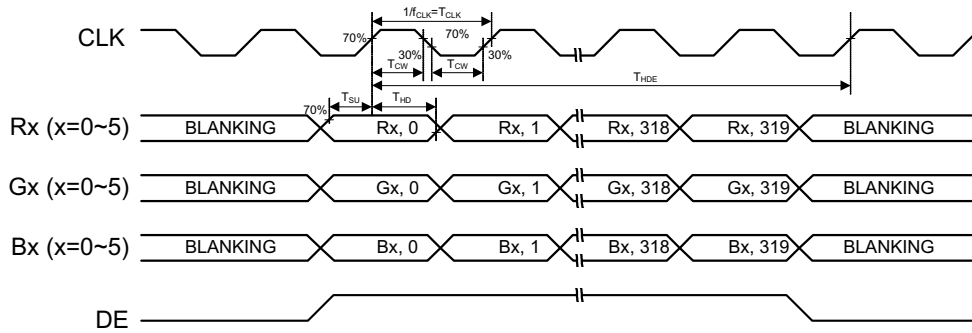 1/fCLK=TCLK
CLK 70% 30% 70% 30%
TCW TCW
THDE
70% TSU THD
Rx (x=0~5) BLANKING Rx, 0 Rx, 1 Rx, 318 Rx, 319 BLANKING
Gx (x=0~5) BLANKING Gx, 0 Gx, 1 Gx, 318 Gx, 319 BLANKING
Bx (x=0~5) BLANKING Bx, 0 Bx, 1 Bx, 318 Bx, 319 BLANKING
DE